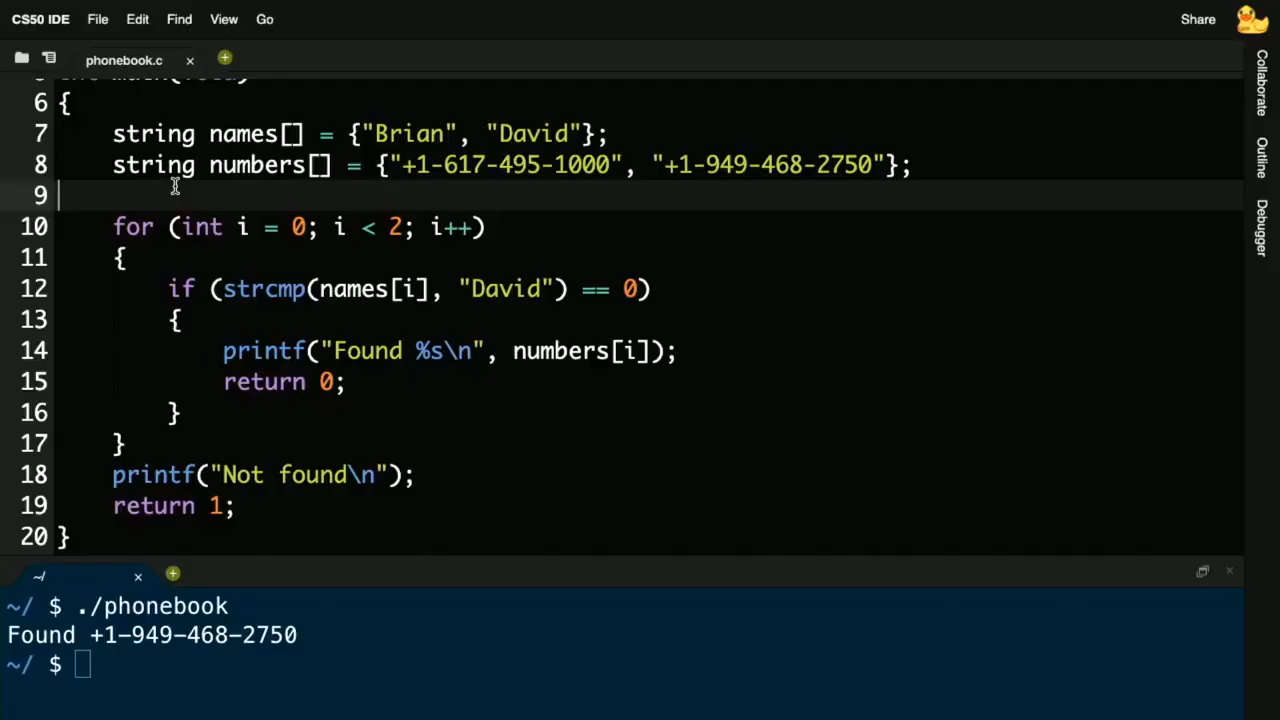 CS50 IDE File Edit Find View Go Share
phonebook.c
6 {
7 string names[] = {"Brian", "David"};
8 string numbers[] = {"+1-617-495-1000", "+1-949-468-2750"};
9
10 for (int i = 0; i < 2; i++)
11 {
12 if (strcmp(names[i], "David") == 0)
13 {
14 printf("Found %s\n", numbers[i]);
15 return 0;
16 }
17 }
18 printf("Not found\n");
19 return 1;
20 }
Collaborate
Outline
Debugger
~/
~/ $ ./phonebook
Found +1-949-468-2750
~/ $